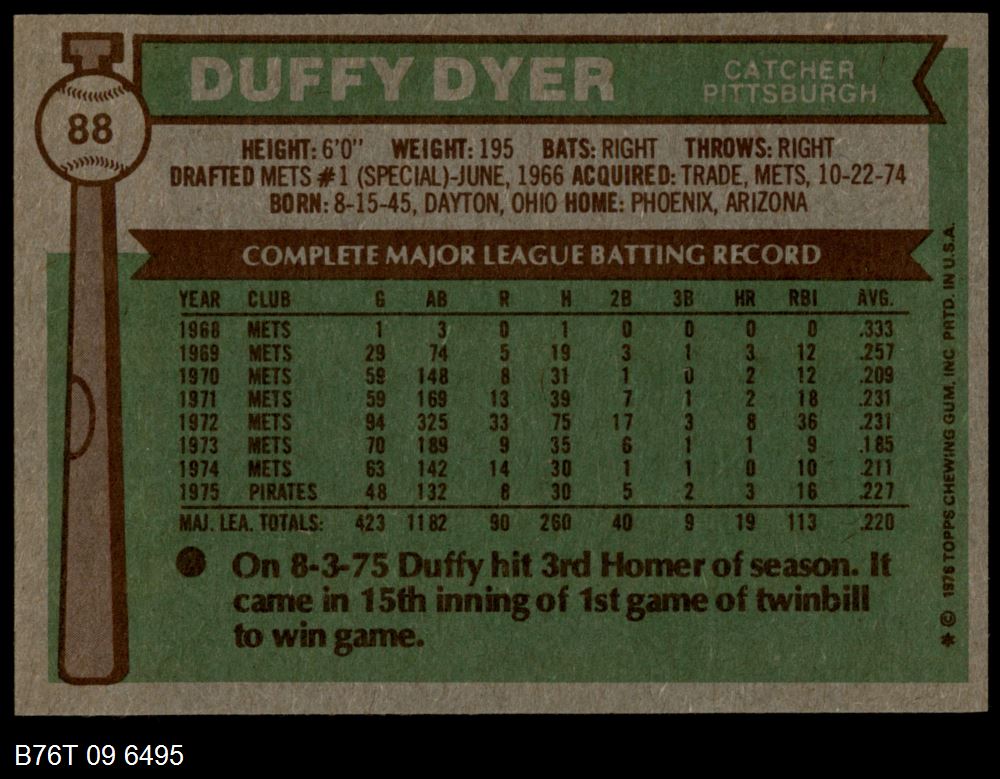 88
DUFFY DYER
CATCHER
PITTSBURGH
HEIGHT: 6'0" WEIGHT: 195 BATS: RIGHT THROWS: RIGHT
DRAFTED METS #1 (SPECIAL)-JUNE, 1966 ACQUIRED: TRADE, METS, 10-22-74
BORN: 8-15-45, DAYTON, OHIO HOME: PHOENIX, ARIZONA
COMPLETE MAJOR LEAGUE BATTING RECORD
YEAR CLUB G AB R H 2B 3B HR RBI AVG.
1968 METS 1 3 0 1 0 0 0 0 .333
1969 METS 29 74 5 19 3 1 3 12 .257
1970 METS 59 148 8 31 1 0 2 12 .209
1971 METS 59 169 13 39 7 1 2 18 .231
1972 METS 94 325 33 75 17 3 8 36 .231
1973 METS 70 189 9 35 6 1 1 9 .185
1974 METS 63 142 14 30 1 1 0 10 .211
1975 PIRATES 48 132 8 30 5 2 3 16 .227
MAJ. LEA. TOTALS: 423 1182 90 260 40 9 19 113 .220
On 8-3-75 Duffy hit 3rd Homer of season. It
came in 15th inning of 1st game of twinbill
to win game.
* © 1976 TOPPS CHEWING GUM, INC. PRTD. IN U.S.A.
B76T 09 6495